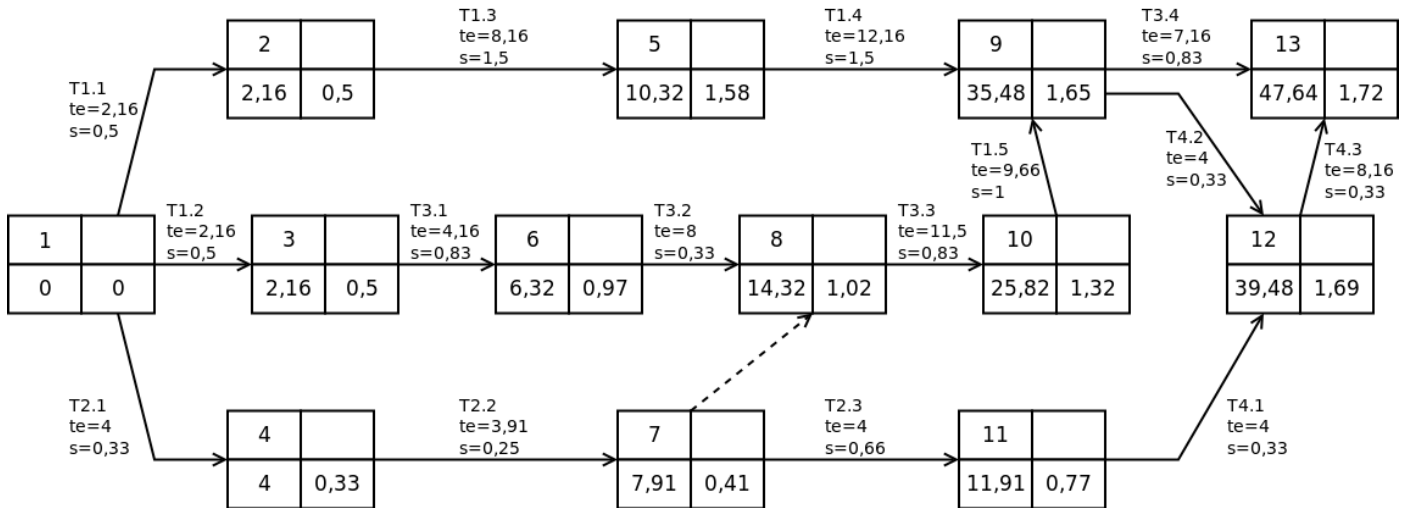 T1.3
te=8,16
s=1,5
T1.4
te=12,16
s=1,5
T3.4
te=7,16
s=0,83
2
5
9
13
2,16 0,5
10,32 1,58
35,48 1,65
47,64 1,72
T1.1
te=2,16
s=0,5
T4.2
te=4
s=0,33
T1.5
te=9,66
s=1
T4.3
te=8,16
s=0,33
T1.2
te=2,16
s=0,5
T3.1
te=4,16
s=0,83
T3.2
te=8
s=0,33
T3.3
te=11,5
s=0,83
1
3
6
8
10
12
0 0
2,16 0,5
6,32 0,97
14,32 1,02
25,82 1,32
39,48 1,69
T2.1
te=4
s=0,33
T2.2
te=3,91
s=0,25
T2.3
te=4
s=0,66
T4.1
te=4
s=0,33
4
7
11
4 0,33
7,91 0,41
11,91 0,77